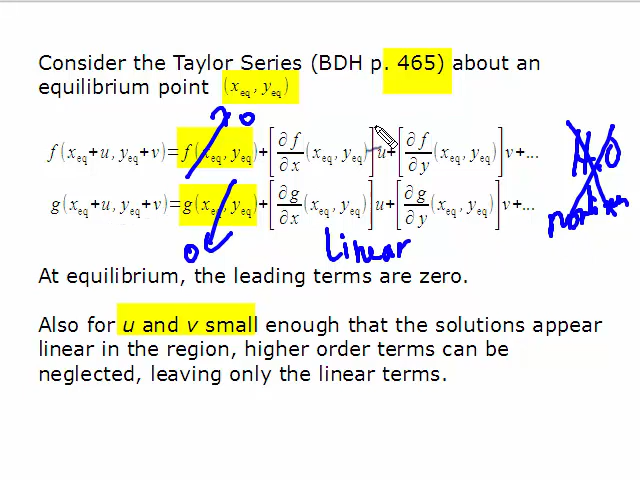 Consider the Taylor Series (BDH p. 465) about an
equilibrium point (x_eq, y_eq)
0
f(x_eq+u, y_eq+v)=f(x_eq, y_eq)+[∂f/∂x (x_eq, y_eq)]u+[∂f/∂y (x_eq, y_eq)]v+...
g(x_eq+u, y_eq+v)=g(x_eq, y_eq)+[∂g/∂x (x_eq, y_eq)]u+[∂g/∂y (x_eq, y_eq)]v+...
0
Linear
At equilibrium, the leading terms are zero.
Also for u and v small enough that the solutions appear
linear in the region, higher order terms can be
neglected, leaving only the linear terms.